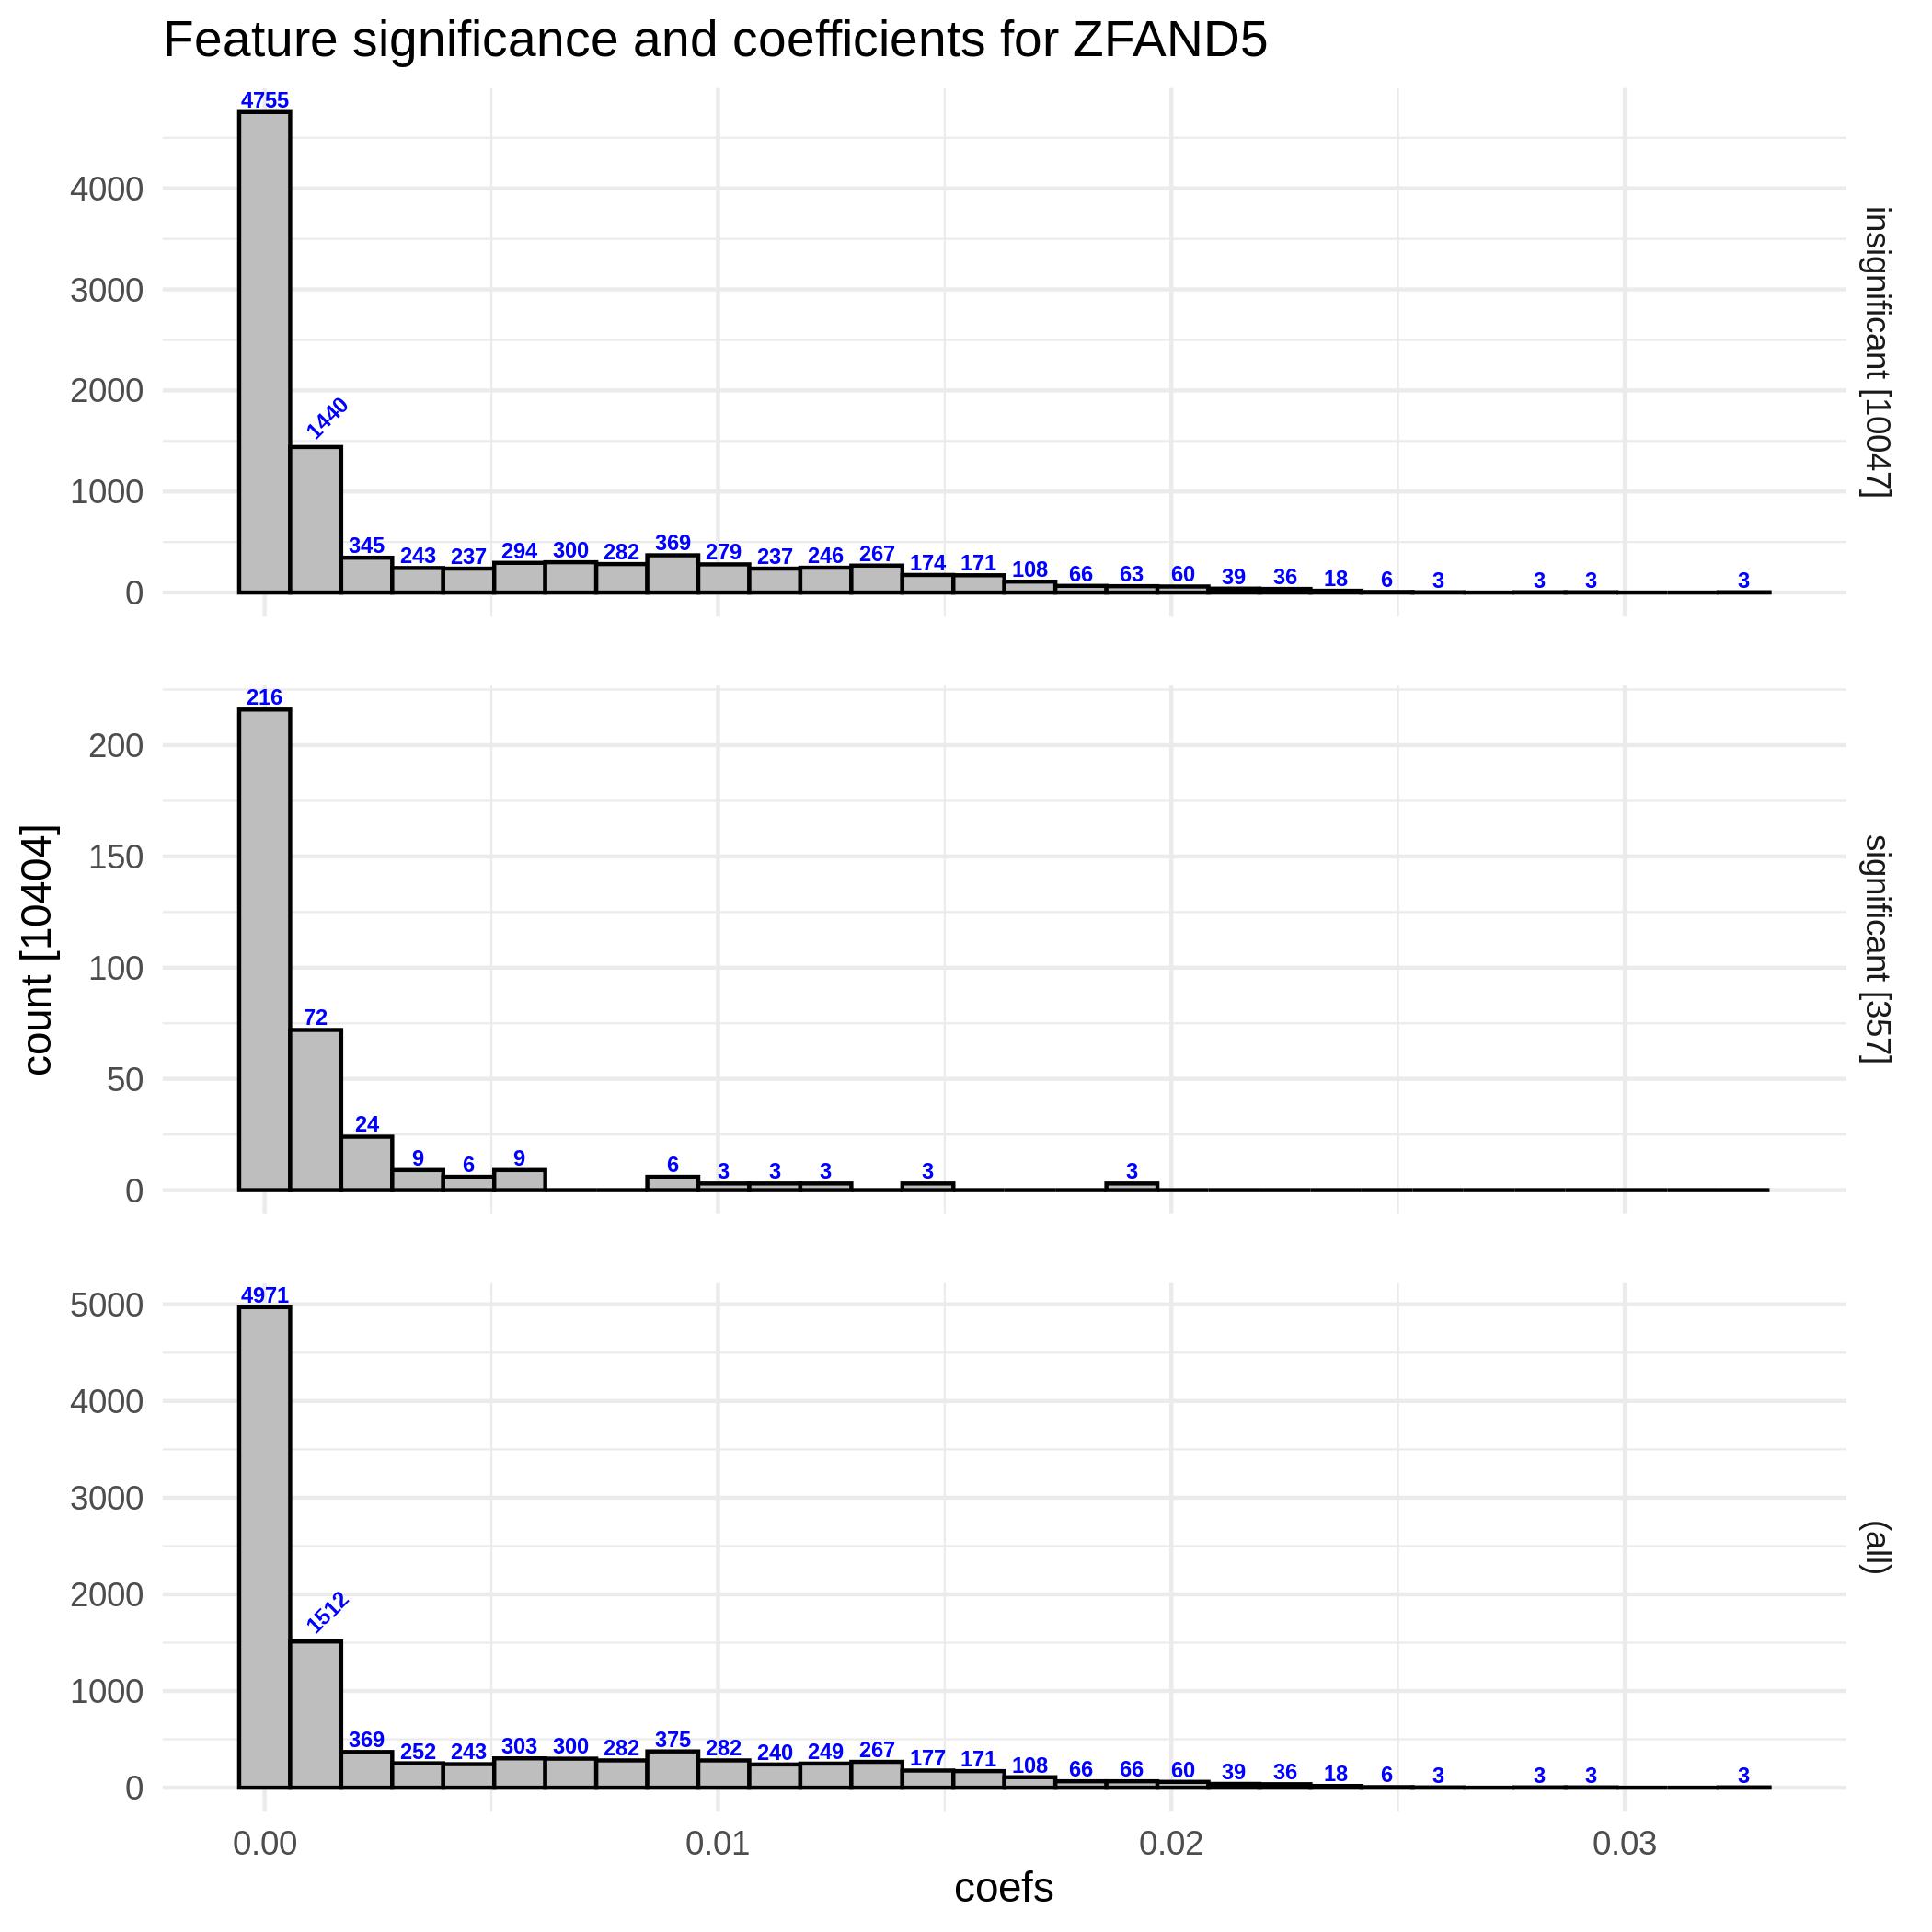 Feature significance and coefficients for ZFAND5
count [10404]
4755
1440
345 243 237 294 300 282 369 279 237 246 267 174 171 108 66 63 60 39 36 18 6 3 3 3 3
4000
3000
2000
1000
0
insignificant [10047]
216
72
24 9 6 9 6 3 3 3 3 3
200
150
100
50
0
significant [357]
4971
1512
369 252 243 303 300 282 375 282 240 249 267 177 171 108 66 66 60 39 36 18 6 3 3 3 3
5000
4000
3000
2000
1000
0
(all)
0.00 0.01 0.02 0.03
coefs